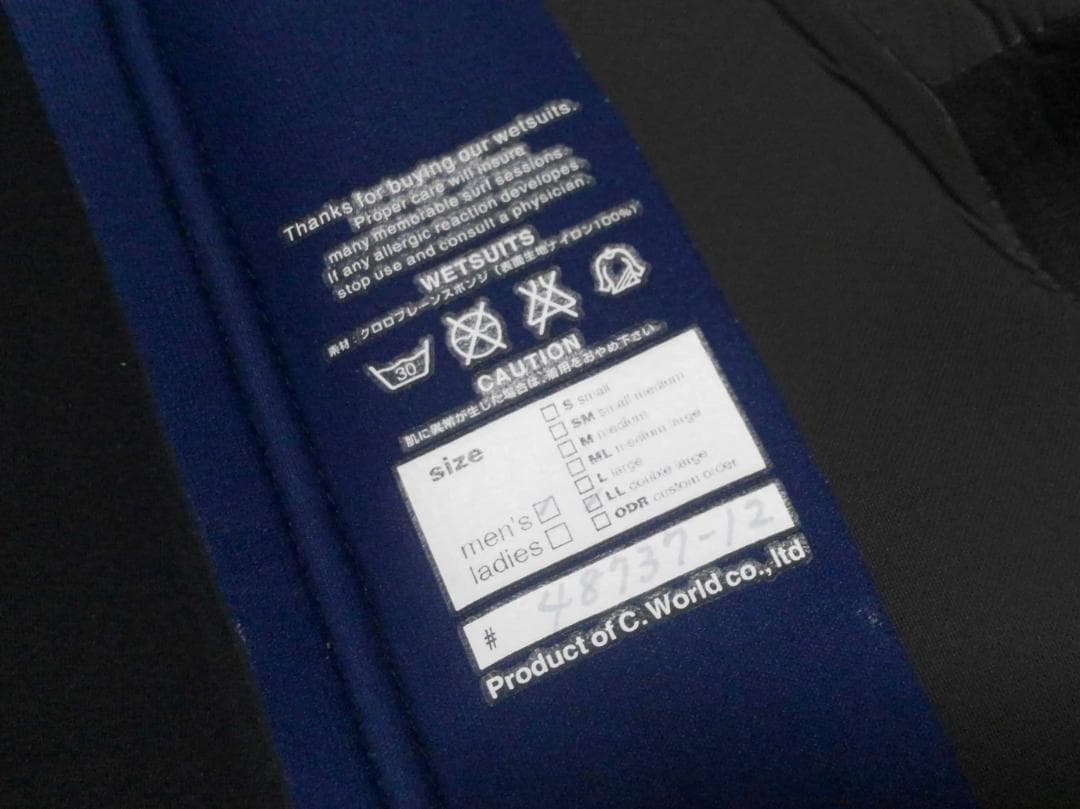 Thanks for buying our wetsuits.
Proper care will insure
many memorable surf sessions.
If any allergic reaction developes,
stop use and consult a physician.
WETSUITS
素材：クロロプレーンスポンジ（表面生地ナイロン100%）
30
CAUTION
肌に異常が生じた場合は、着用をおやめ下さい
size
S small
SM small medium
M medium
ML medium large
L large
LL double large
ODR custom order
men's
ladies
# 48737-12
Product of C. World co., ltd